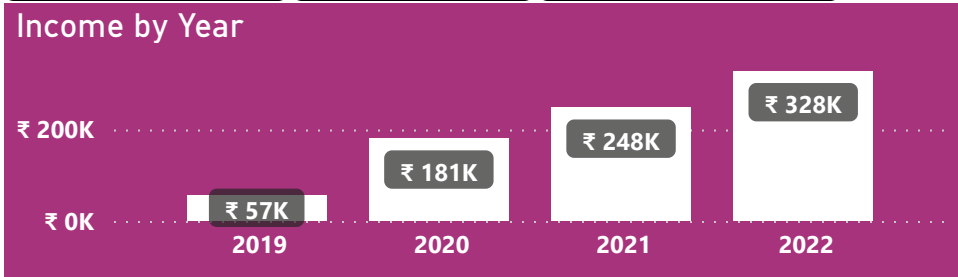 Income by Year
₹ 328K
₹ 200K
₹ 248K
₹ 181K
₹ 57K
₹ 0K
2019 2020 2021 2022